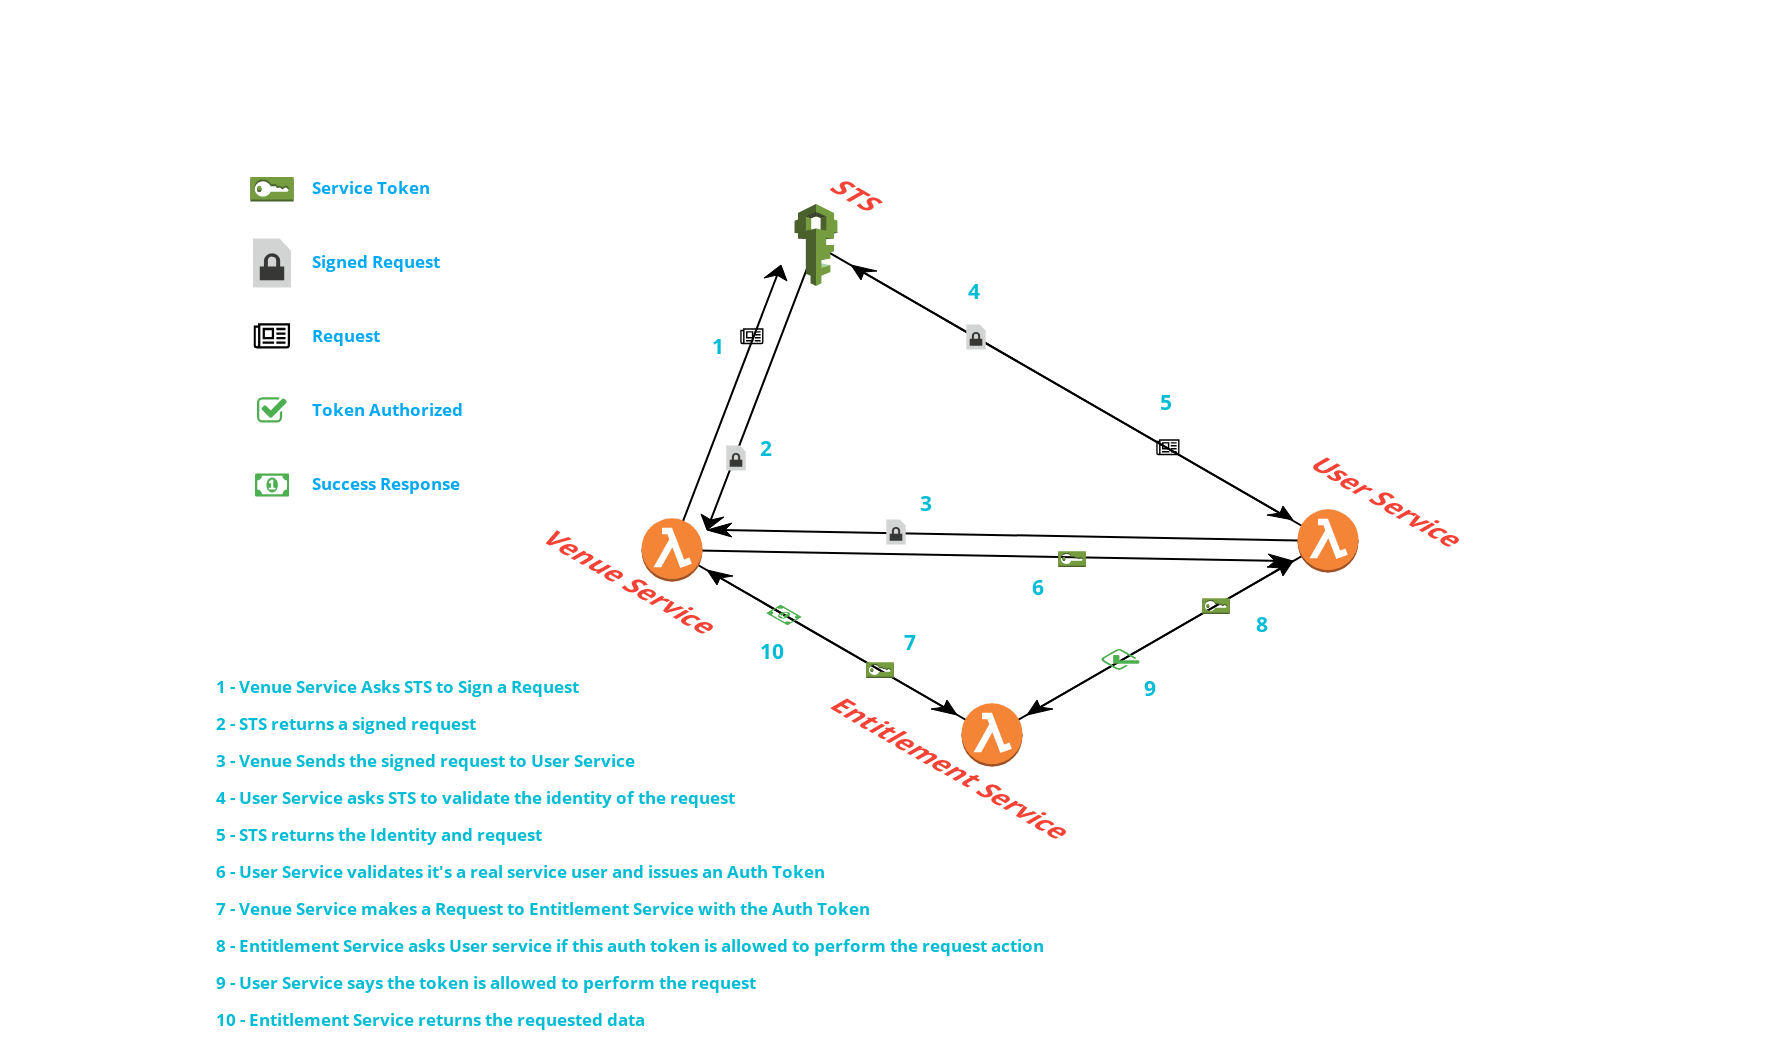 Service Token
Signed Request
Request
Token Authorized
1
Success Response
STS
1
2
3
4
5
6
7
8
9
10
Venue Service
User Service
Entitlement Service
1 - Venue Service Asks STS to Sign a Request
2 - STS returns a signed request
3 - Venue Sends the signed request to User Service
4 - User Service asks STS to validate the identity of the request
5 - STS returns the Identity and request
6 - User Service validates it's a real service user and issues an Auth Token
7 - Venue Service makes a Request to Entitlement Service with the Auth Token
8 - Entitlement Service asks User service if this auth token is allowed to perform the request action
9 - User Service says the token is allowed to perform the request
10 - Entitlement Service returns the requested data